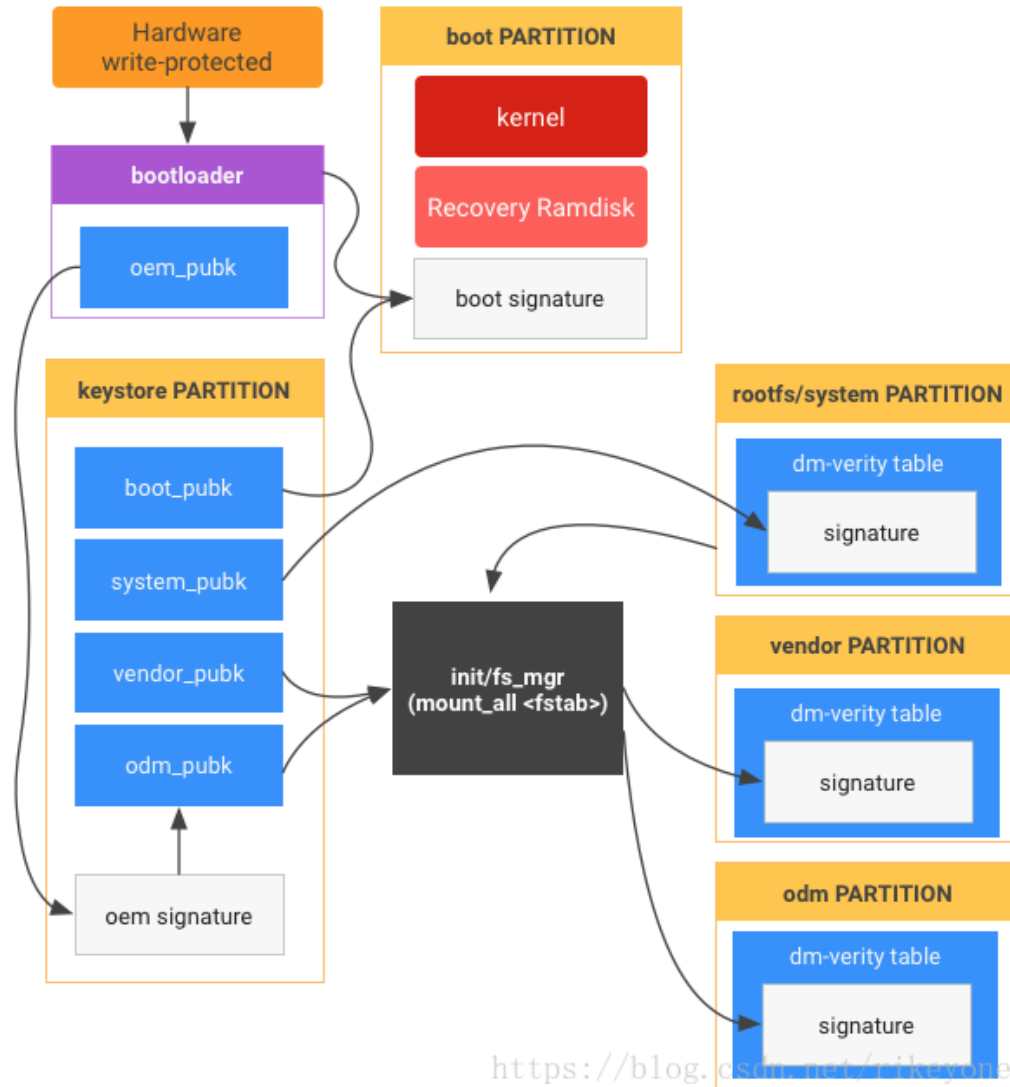 Hardware
write-protected
bootloader
oem_pubk
boot PARTITION
kernel
Recovery Ramdisk
boot signature
keystore PARTITION
boot_pubk
system_pubk
vendor_pubk
odm_pubk
oem signature
init/fs_mgr
(mount_all <fstab>)
rootfs/system PARTITION
dm-verity table
signature
vendor PARTITION
dm-verity table
signature
odm PARTITION
dm-verity table
signature
https://blog.csdn.net/rikeyone